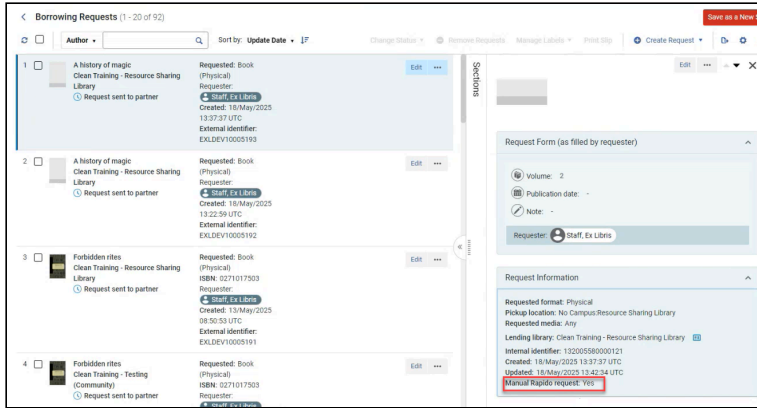 Borrowing Requests (1 - 20 of 92)
Save as a New S
Author
Sort by: Update Date
Change Status
Remove Requests
Manage Labels
Print Slip
Create Request
1
A history of magic
Clean Training - Resource Sharing
Library
Request sent to partner
Requested: Book
(Physical)
Requester:
Staff, Ex Libris
Created: 18/May/2025
13:37:37 UTC
External identifier:
EXLDEV10005193
Edit
2
A history of magic
Clean Training - Resource Sharing
Library
Request sent to partner
Requested: Book
(Physical)
Requester:
Staff, Ex Libris
Created: 18/May/2025
13:22:59 UTC
External identifier:
EXLDEV10005192
Edit
3
Forbidden rites
Clean Training - Resource Sharing
Library
Request sent to partner
Requested: Book
(Physical)
ISBN: 0271017503
Requester:
Staff, Ex Libris
Created: 13/May/2025
08:50:53 UTC
External identifier:
EXLDEV10005191
Edit
4
Forbidden rites
Clean Training - Testing
(Community)
Request sent to partner
Requested: Book
(Physical)
ISBN: 0271017503
Requester:
Staff, Ex Libris
Edit
Sections
Edit
Request Form (as filled by requester)
Volume: 2
Publication date: -
Note: -
Requester: Staff, Ex Libris
Request Information
Requested format: Physical
Pickup location: No Campus:Resource Sharing Library
Requested media: Any
Lending library: Clean Training - Resource Sharing Library
Internal identifier: 132005580000121
Created: 18/May/2025 13:37:37 UTC
Updated: 18/May/2025 13:42:34 UTC
Manual Rapido request: Yes